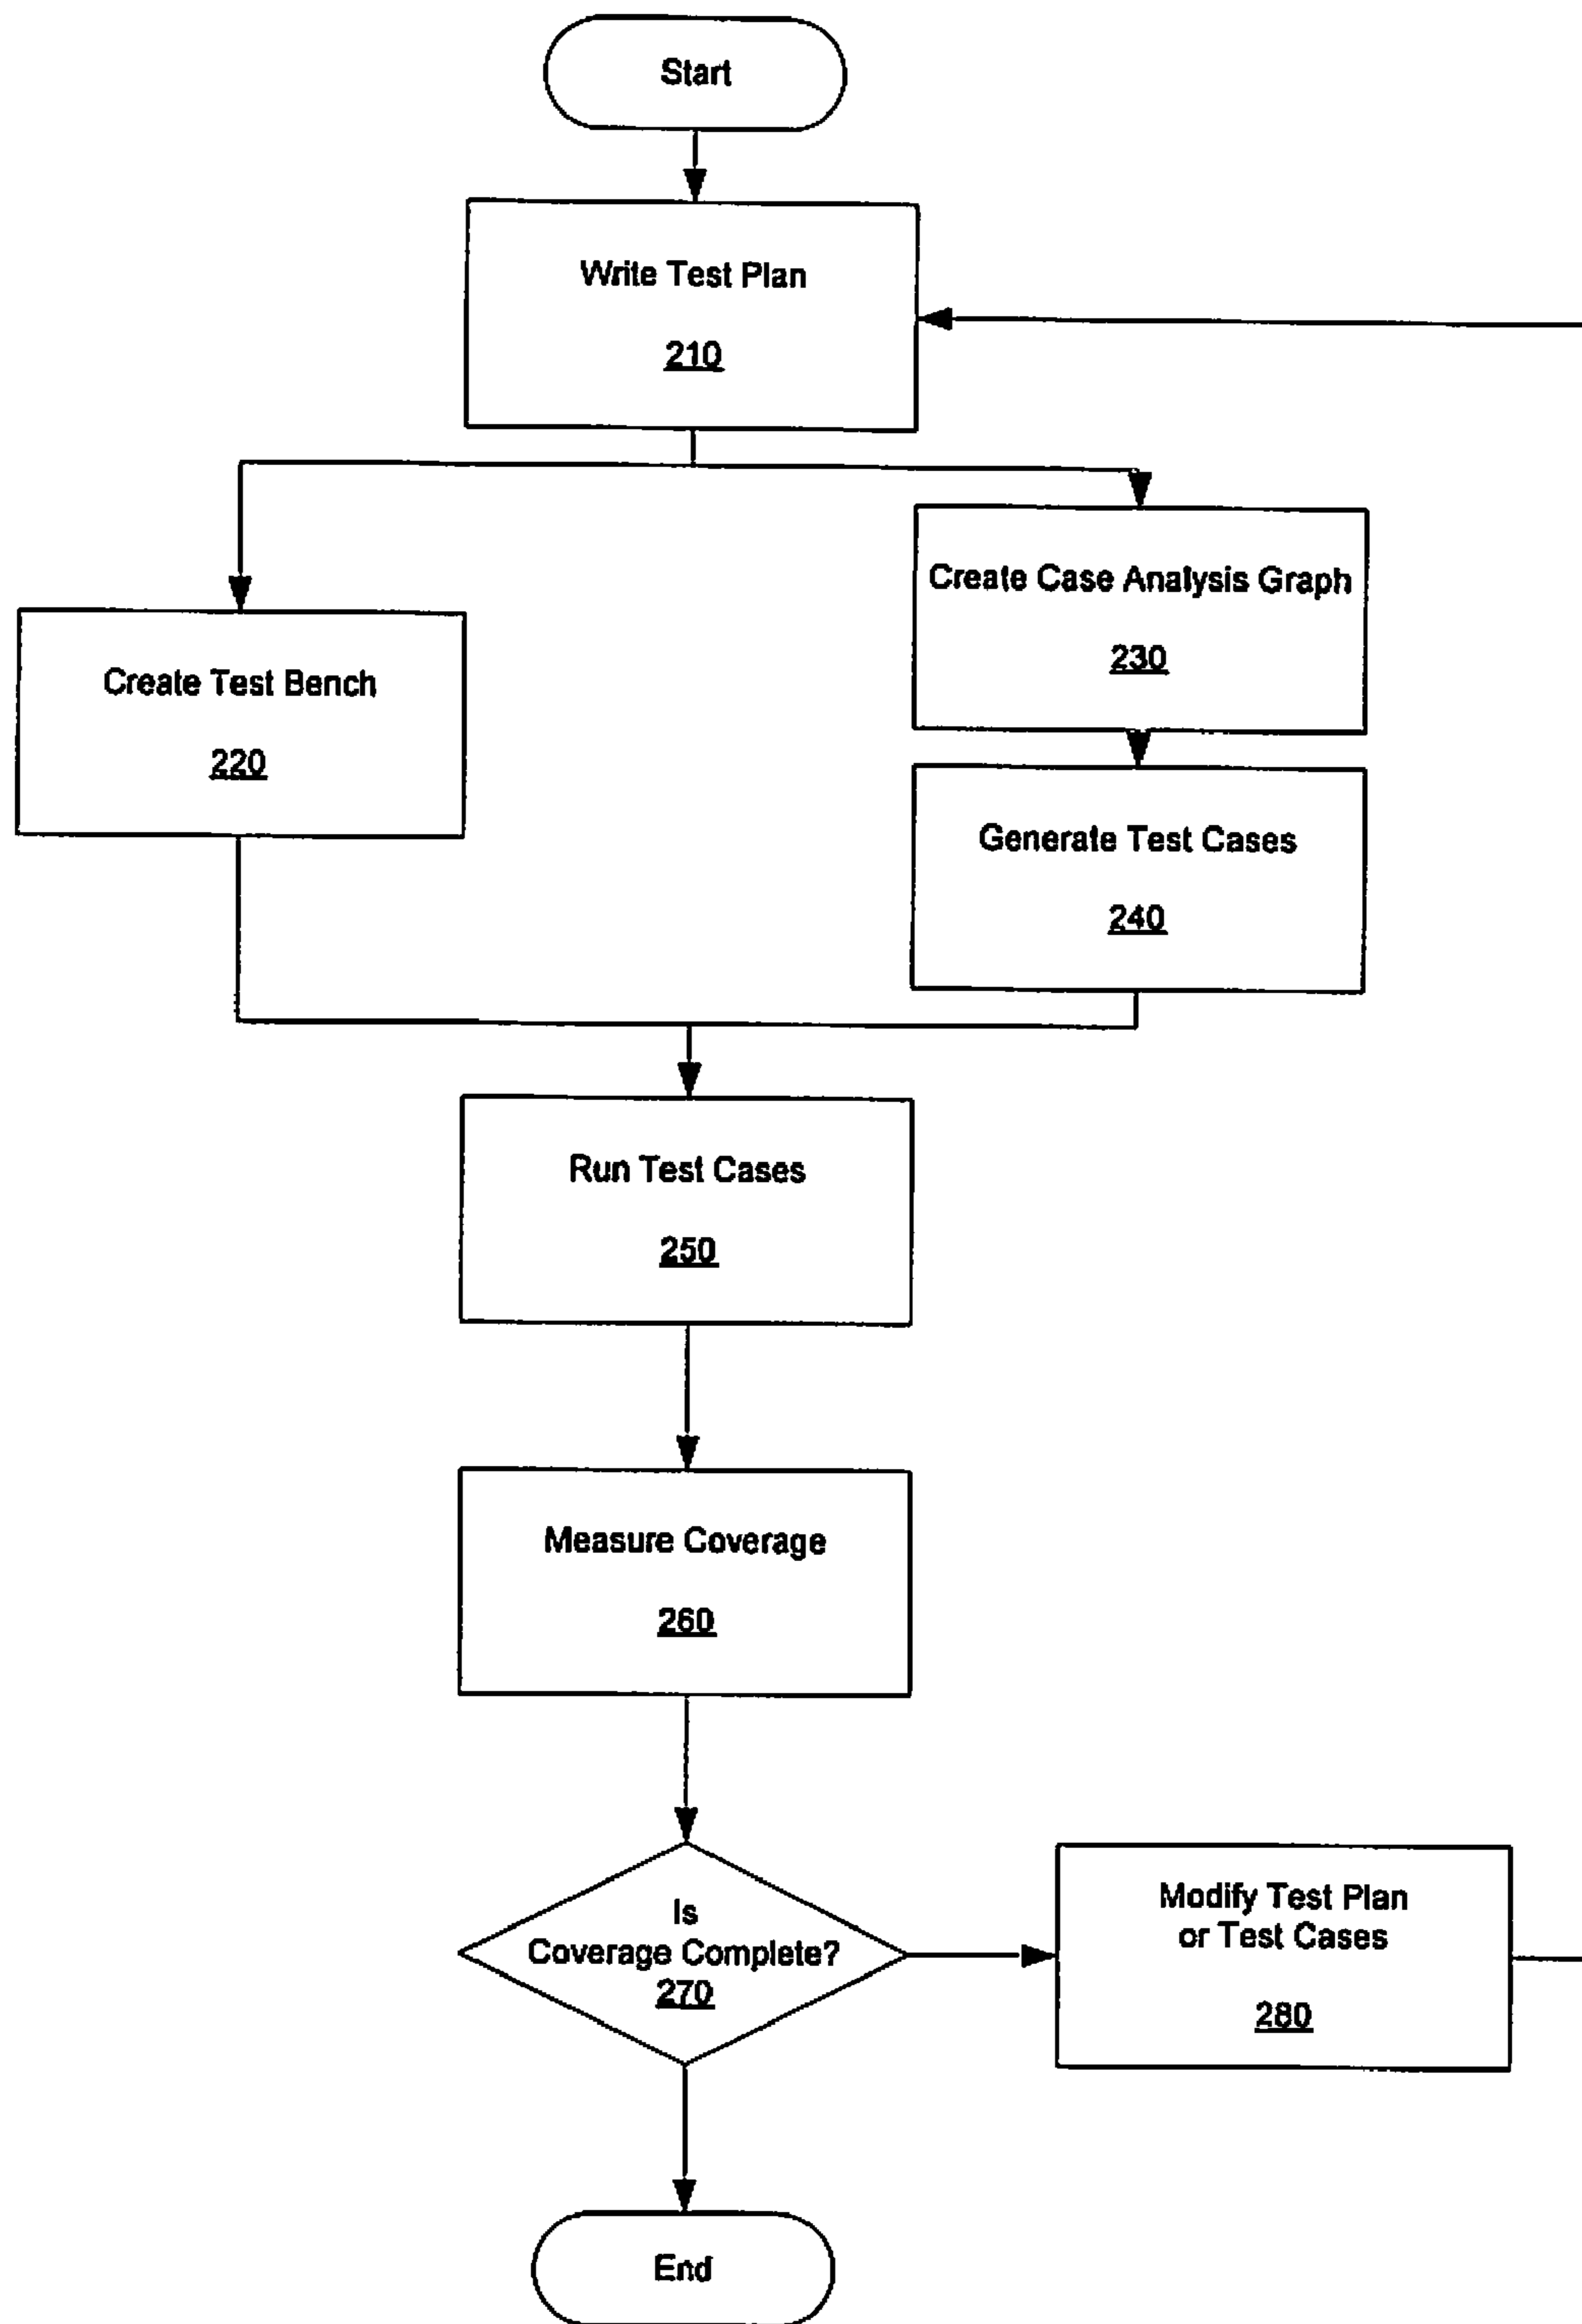 Start
Write Test Plan
210
Create Case Analysis Graph
230
Create Test Bench
220
Generate Test Cases
240
Run Test Cases
250
Measure Coverage
260
Is
Coverage Complete?
270
Modify Test Plan
or Test Cases
280
End